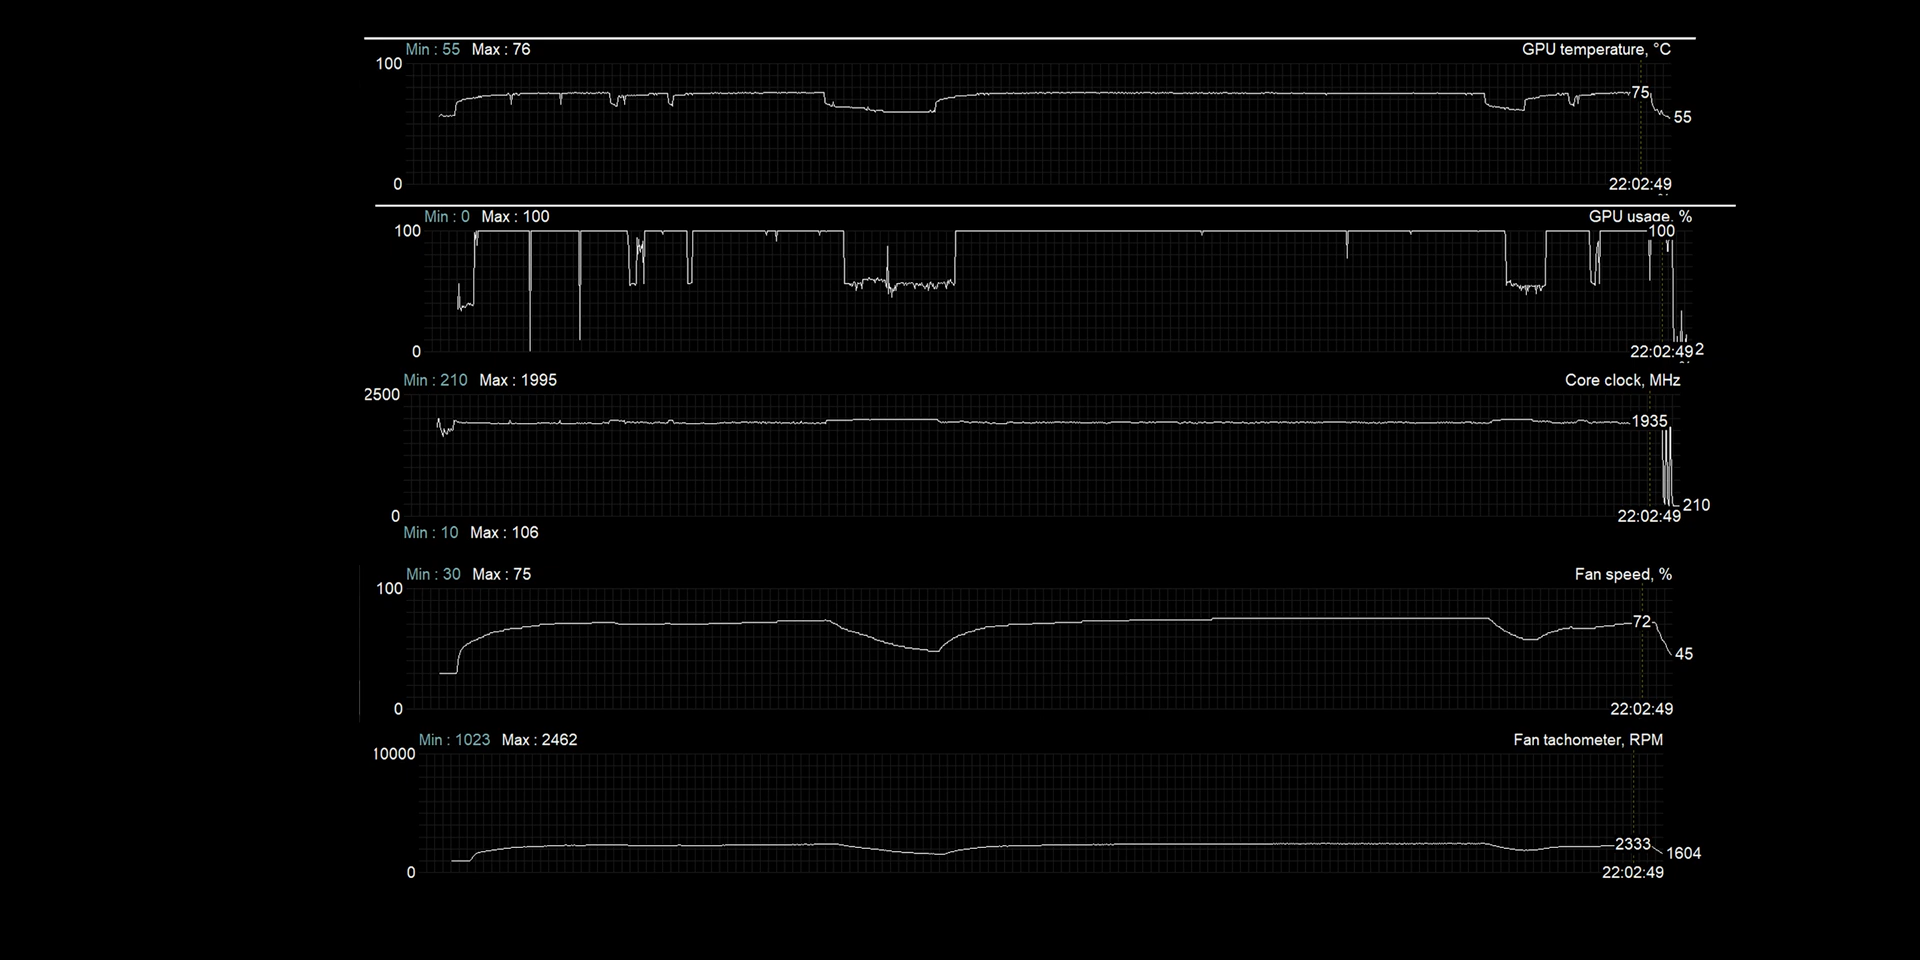 Min : 55 Max : 76 GPU temperature, °C
100
75
55
0 22:02:49
Min : 0 Max : 100 GPU usage, %
100 100
0 22:02:49 2
Min : 210 Max : 1995 Core clock, MHz
2500
1935
210
0 22:02:49
Min : 10 Max : 106
Min : 30 Max : 75 Fan speed, %
100
72
45
0 22:02:49
Min : 1023 Max : 2462 Fan tachometer, RPM
10000
2333
1604
0 22:02:49